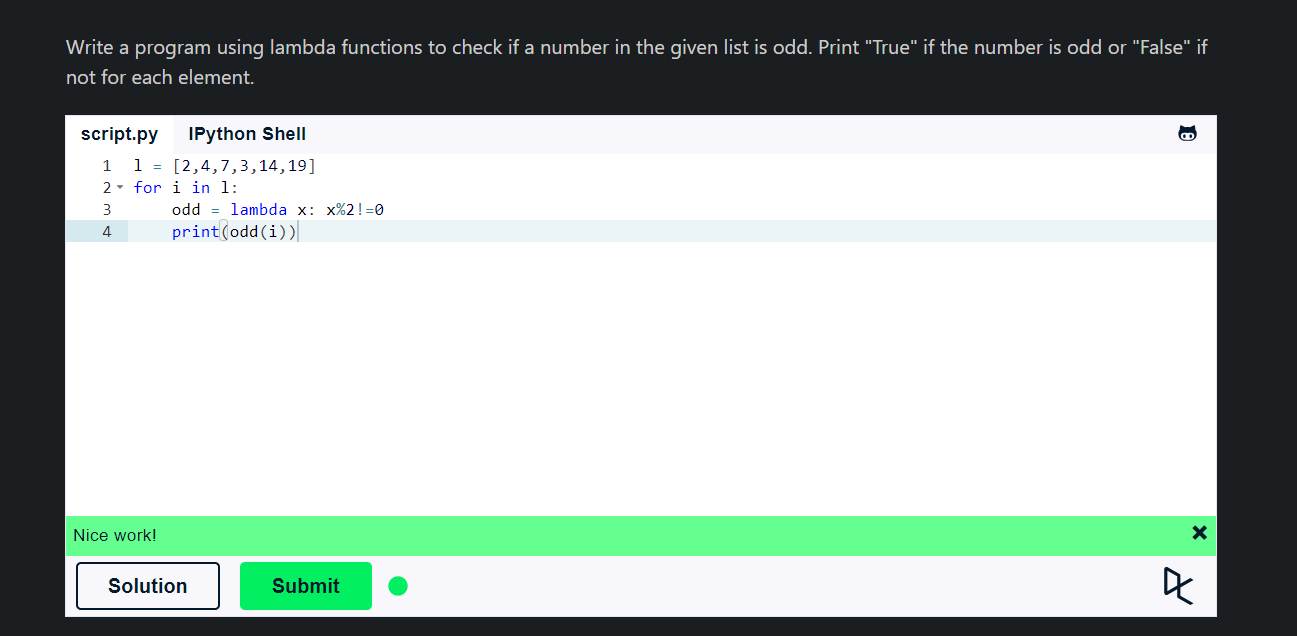 Write a program using lambda functions to check if a number in the given list is odd. Print "True" if the number is odd or "False" if
not for each element.
script.py IPython Shell
1 l = [2,4,7,3,14,19]
2 for i in l:
3     odd = lambda x: x%2!=0
4     print(odd(i))
Nice work!
Solution Submit